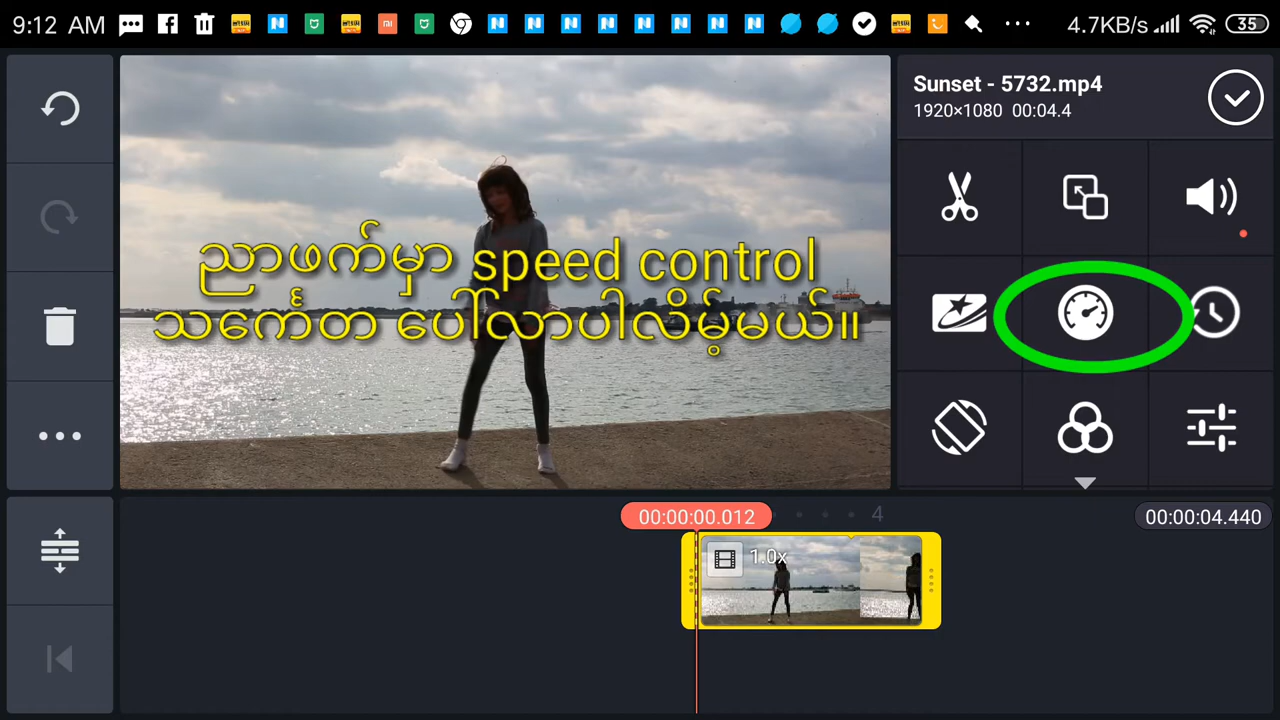 9:12 AM
4.7KB/s
35
Sunset - 5732.mp4
1920×1080 00:04.4
ညာဖက်မှာ speed control
သင်္ကေတ ပေါ်လာပါလိမ့်မယ်။
00:00:00.012
4
00:00:04.440
1.0x